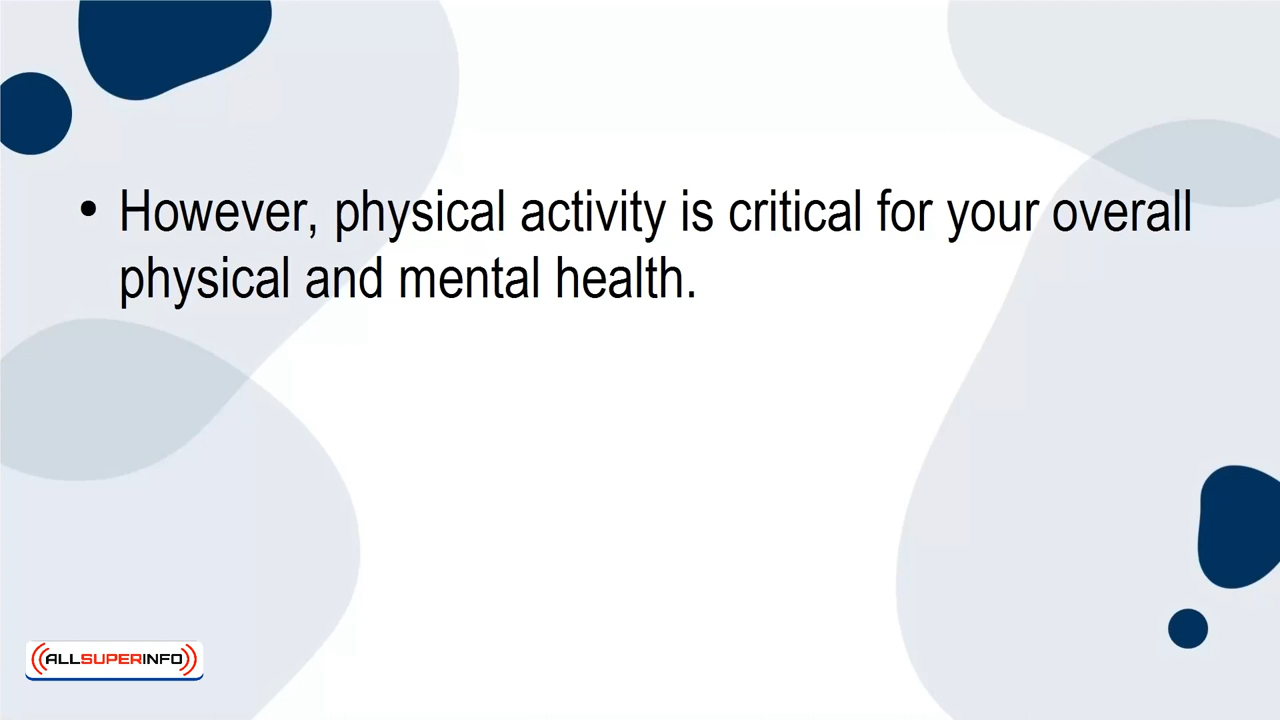 • However, physical activity is critical for your overall
physical and mental health.
ALLSUPERINFO